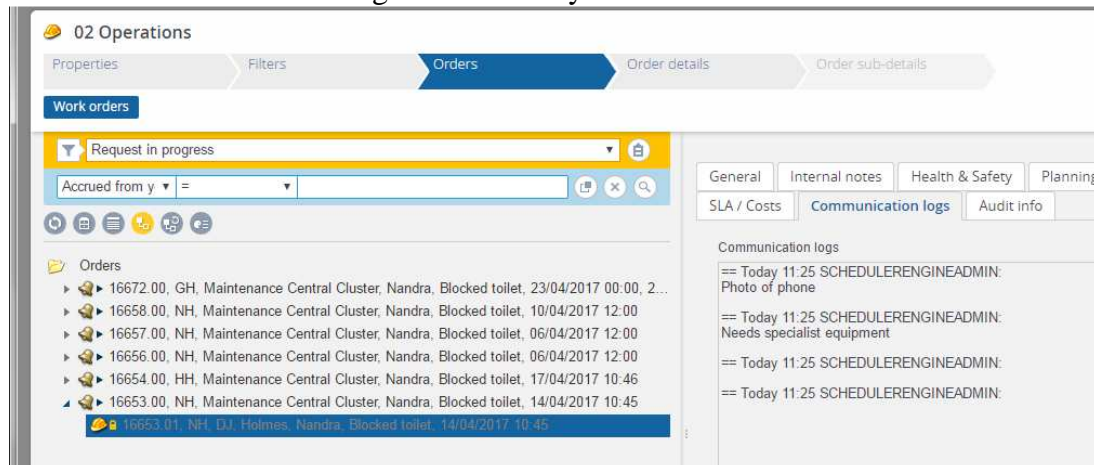 02 Operations
Properties
Filters
Orders
Order details
Order sub-details
Work orders
Request in progress
Accrued from y
=
General
Internal notes
Health & Safety
Planning
SLA / Costs
Communication logs
Audit info
Orders
16672.00, GH, Maintenance Central Cluster, Nandra, Blocked toilet, 23/04/2017 00:00, 2...
16658.00, NH, Maintenance Central Cluster, Nandra, Blocked toilet, 10/04/2017 12:00
16657.00, NH, Maintenance Central Cluster, Nandra, Blocked toilet, 06/04/2017 12:00
16656.00, NH, Maintenance Central Cluster, Nandra, Blocked toilet, 06/04/2017 12:00
16654.00, HH, Maintenance Central Cluster, Nandra, Blocked toilet, 17/04/2017 10:46
16653.00, NH, Maintenance Central Cluster, Nandra, Blocked toilet, 14/04/2017 10:45
16653.01, NH, DJ, Holmes, Nandra, Blocked toilet, 14/04/2017 10:45
Communication logs
== Today 11:25 SCHEDULERENGINEADMIN:
Photo of phone
== Today 11:25 SCHEDULERENGINEADMIN:
Needs specialist equipment
== Today 11:25 SCHEDULERENGINEADMIN:
== Today 11:25 SCHEDULERENGINEADMIN: